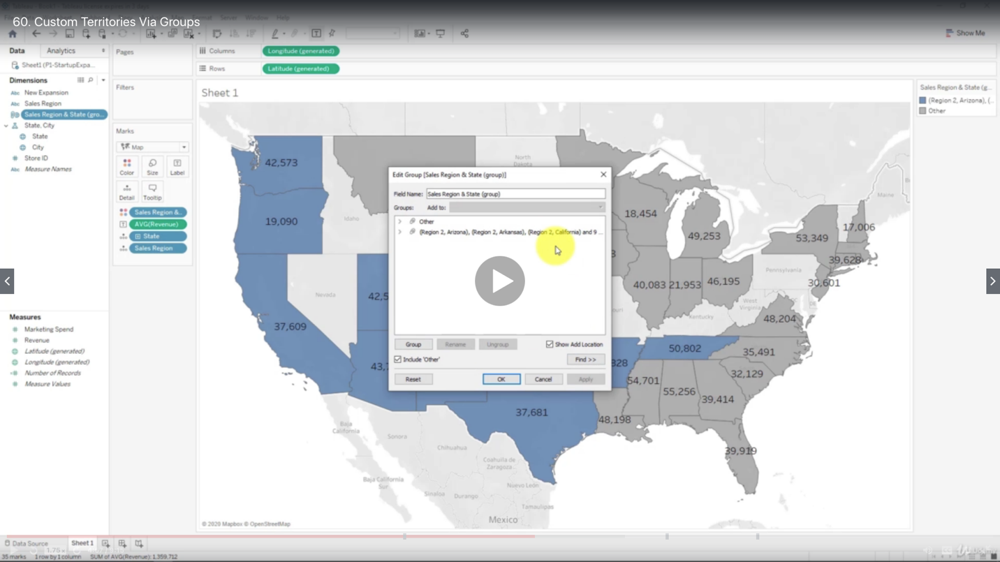 60. Custom Territories Via Groups
Show Me
Data
Analytics
Pages
Columns
Longitude (generated)
Sheet1 (P1-StartupExpa...
Rows
Latitude (generated)
Dimensions
Abc New Expansion
Abc Sales Region
Sales Region & State (gro...
State, City
State
City
Store ID
Abc Measure Names
Filters
Marks
Map
Color
Size
Label
Detail
Tooltip
Sales Region &..
AVG(Revenue)
State
Sales Region
Measures
Marketing Spend
Revenue
Latitude (generated)
Longitude (generated)
Number of Records
Measure Values
Sheet 1
Sales Region & State (g...
(Region 2, Arizona), (..
Other
42,573
North
Dakota
Maine
19,090
Idaho
18,454
49,253
17,006
53,349
39,628
Pennsylvania
30,601
Nevada
40,083
21,953
46,195
West
Virginia
Kentucky
48,204
37,609
50,802
35,491
32,129
54,701
55,256
39,414
37,681
48,198
39,919
Baja
California
Sonora
Chihuahua
Coahuila de
Zaragoza
Baja California
Sur
Nuevo León
Sinaloa
Durango
Tamaulipas
Mexico
© 2020 Mapbox © OpenStreetMap
Edit Group [Sales Region & State (group)]
Field Name: Sales Region & State (group)
Groups: Add to:
Other
(Region 2, Arizona), (Region 2, Arkansas), (Region 2, California) and 9 ...
Group
Rename
Ungroup
Show Add Location
Include 'Other'
Find >>
Reset
OK
Cancel
Apply
Data Source
Sheet 1
35 marks
1 row by 1 column
SUM of AVG(Revenue): 1,359,712
1.75x